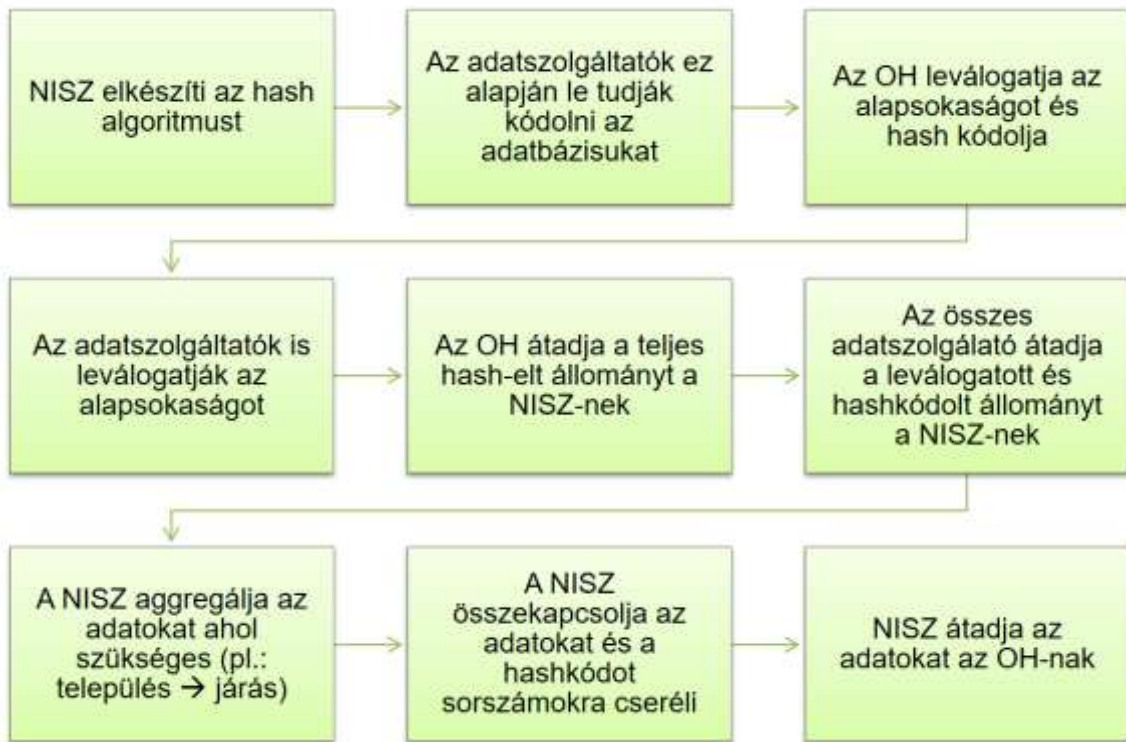 NISZ elkészíti az hash
algoritmust
Az adatszolgáltatók ez
alapján le tudják
kódolni az
adatbázisukat
Az OH leválogatja az
alapsokaságot és
hash kódolja
Az adatszolgáltatók is
leválogatják az
alapsokaságot
Az OH átadja a teljes
hash-elt állományt a
NISZ-nek
Az összes
adatszolgálató átadja
a leválogatott és
hashkódolt állományt
a NISZ-nek
A NISZ aggregálja az
adatokat ahol
szükséges (pl.:
település → járás)
A NISZ
összekapcsolja az
adatokat és a
hashkódot
sorszámokra cseréli
NISZ átadja az
adatokat az OH-nak